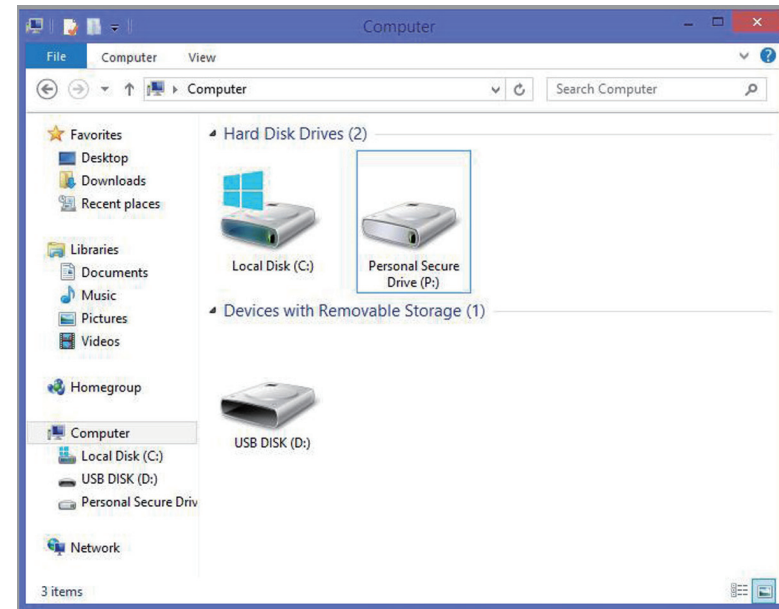 Computer
File Computer View
Computer
Search Computer
Favorites
Desktop
Downloads
Recent places
Libraries
Documents
Music
Pictures
Videos
Homegroup
Computer
Local Disk (C:)
USB DISK (D:)
Personal Secure Driv
Network
Hard Disk Drives (2)
Local Disk (C:)
Personal Secure
Drive (P:)
Devices with Removable Storage (1)
USB DISK (D:)
3 items